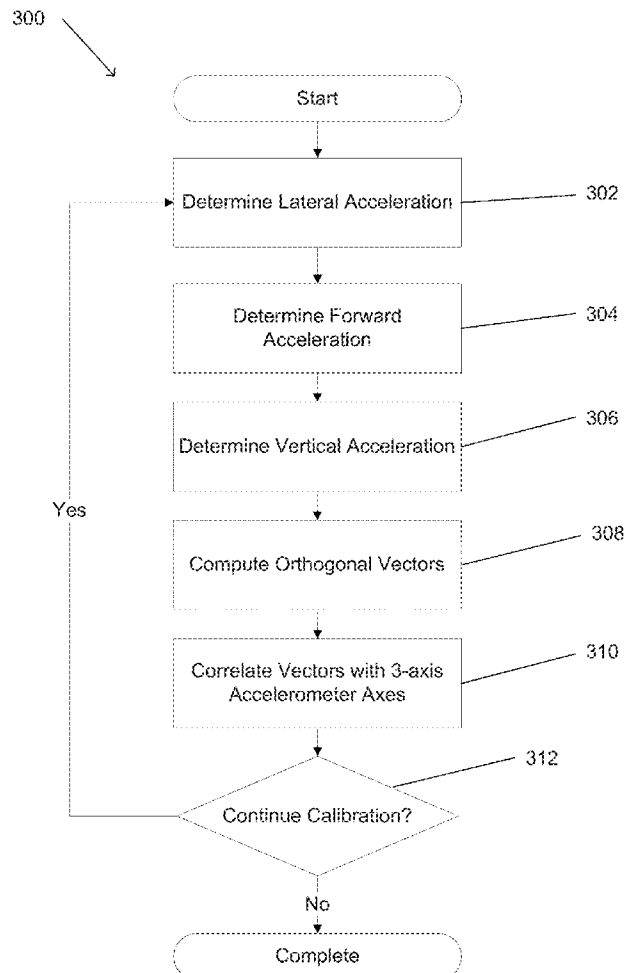 300
Start
Determine Lateral Acceleration
302
Determine Forward
Acceleration
304
Determine Vertical Acceleration
306
Yes
Compute Orthogonal Vectors
308
Correlate Vectors with 3-axis
Accelerometer Axes
310
312
Continue Calibration?
No
Complete